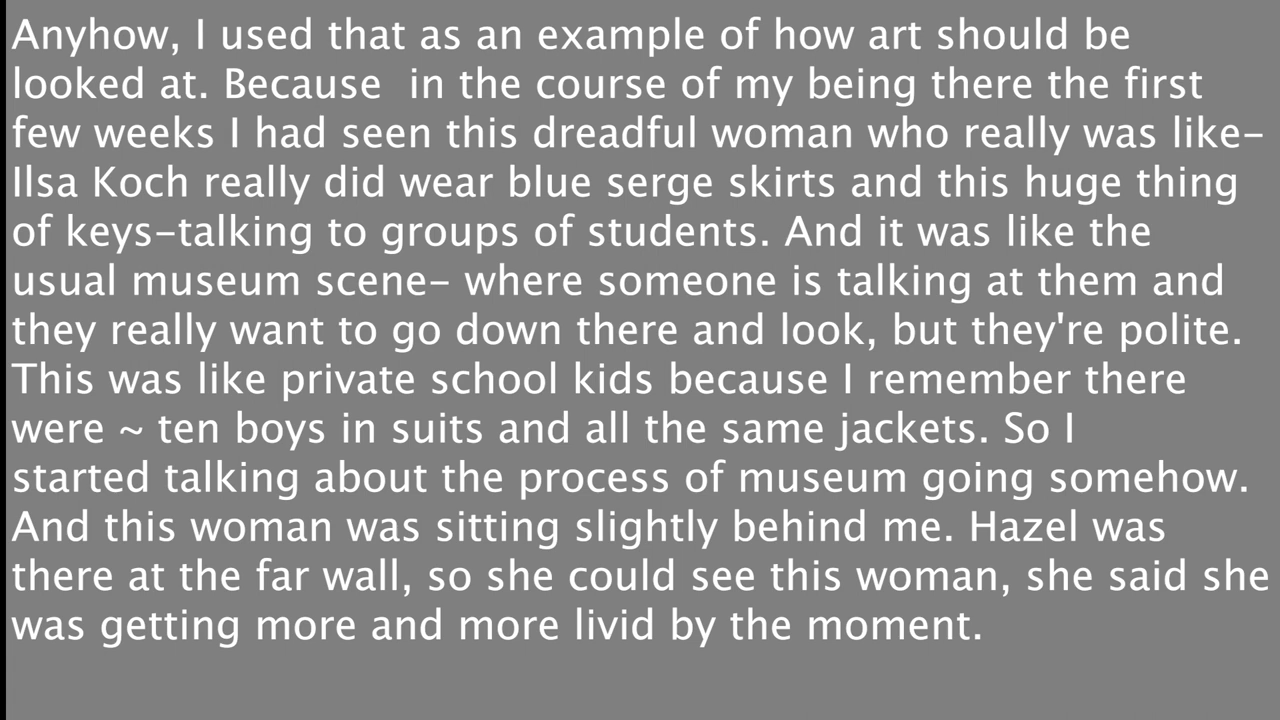 Anyhow, I used that as an example of how art should be
looked at. Because  in the course of my being there the first
few weeks I had seen this dreadful woman who really was like–
Ilsa Koch really did wear blue serge skirts and this huge thing
of keys–talking to groups of students. And it was like the
usual museum scene– where someone is talking at them and
they really want to go down there and look, but they're polite.
This was like private school kids because I remember there
were ~ ten boys in suits and all the same jackets. So I
started talking about the process of museum going somehow.
And this woman was sitting slightly behind me. Hazel was
there at the far wall, so she could see this woman, she said she
was getting more and more livid by the moment.